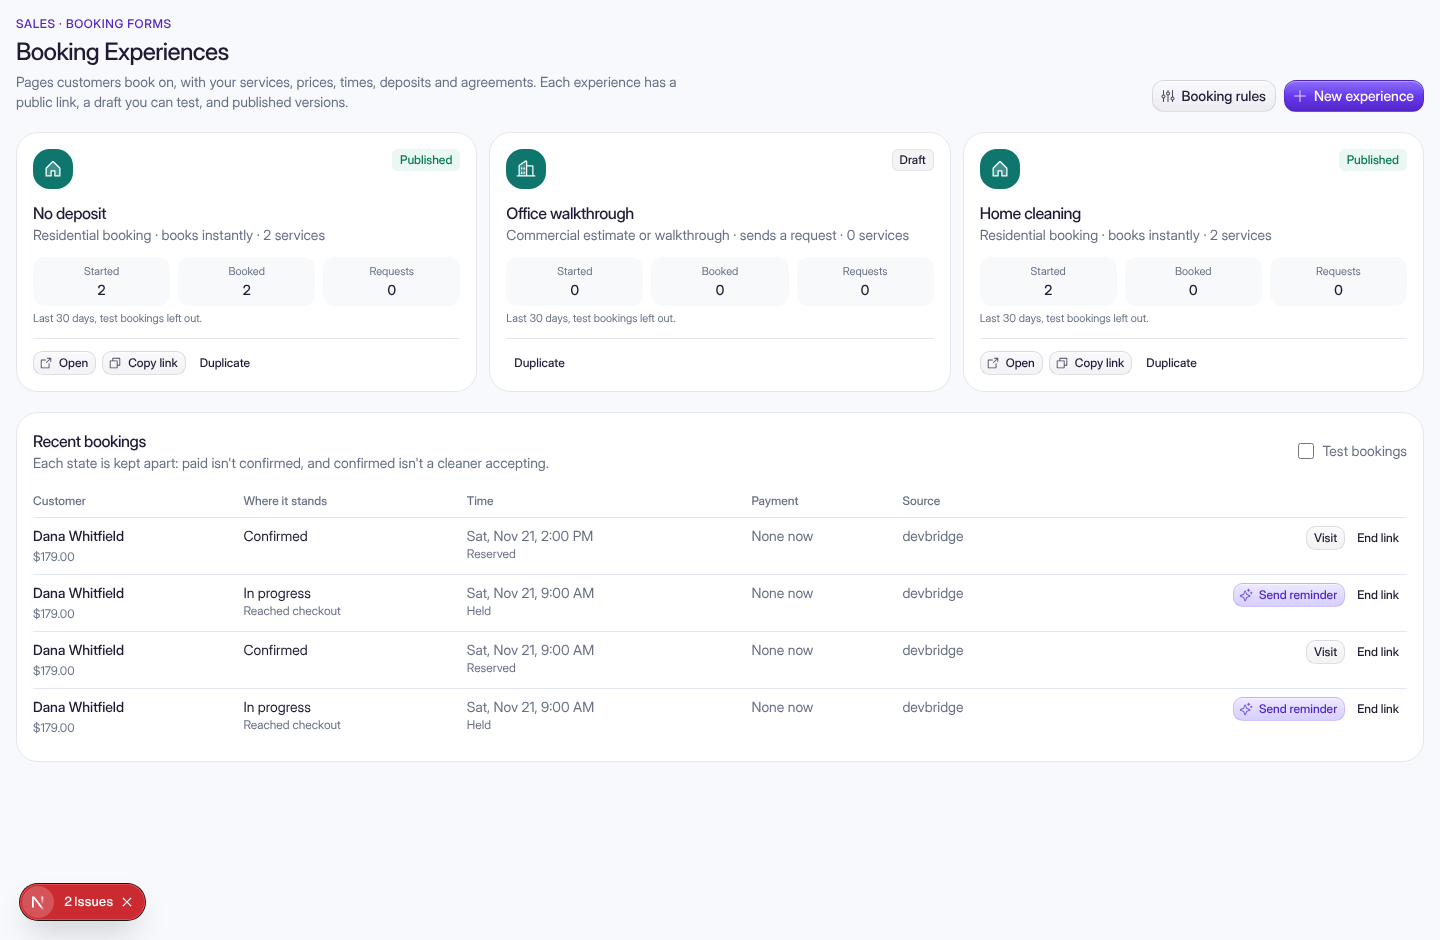 SALES · BOOKING FORMS
Booking Experiences
Pages customers book on, with your services, prices, times, deposits and agreements. Each experience has a
public link, a draft you can test, and published versions.
Booking rules
New experience
Published
No deposit
Residential booking · books instantly · 2 services
Started
2
Booked
2
Requests
0
Last 30 days, test bookings left out.
Open
Copy link
Duplicate
Draft
Office walkthrough
Commercial estimate or walkthrough · sends a request · 0 services
Started
0
Booked
0
Requests
0
Last 30 days, test bookings left out.
Duplicate
Published
Home cleaning
Residential booking · books instantly · 2 services
Started
2
Booked
0
Requests
0
Last 30 days, test bookings left out.
Open
Copy link
Duplicate
Recent bookings
Each state is kept apart: paid isn't confirmed, and confirmed isn't a cleaner accepting.
Test bookings
Customer Where it stands Time Payment Source
Dana Whitfield Confirmed Sat, Nov 21, 2:00 PM None now devbridge Visit End link
$179.00 Reserved
Dana Whitfield In progress Sat, Nov 21, 9:00 AM None now devbridge Send reminder End link
$179.00 Reached checkout Held
Dana Whitfield Confirmed Sat, Nov 21, 9:00 AM None now devbridge Visit End link
$179.00 Reserved
Dana Whitfield In progress Sat, Nov 21, 9:00 AM None now devbridge Send reminder End link
$179.00 Reached checkout Held
N 2 Issues